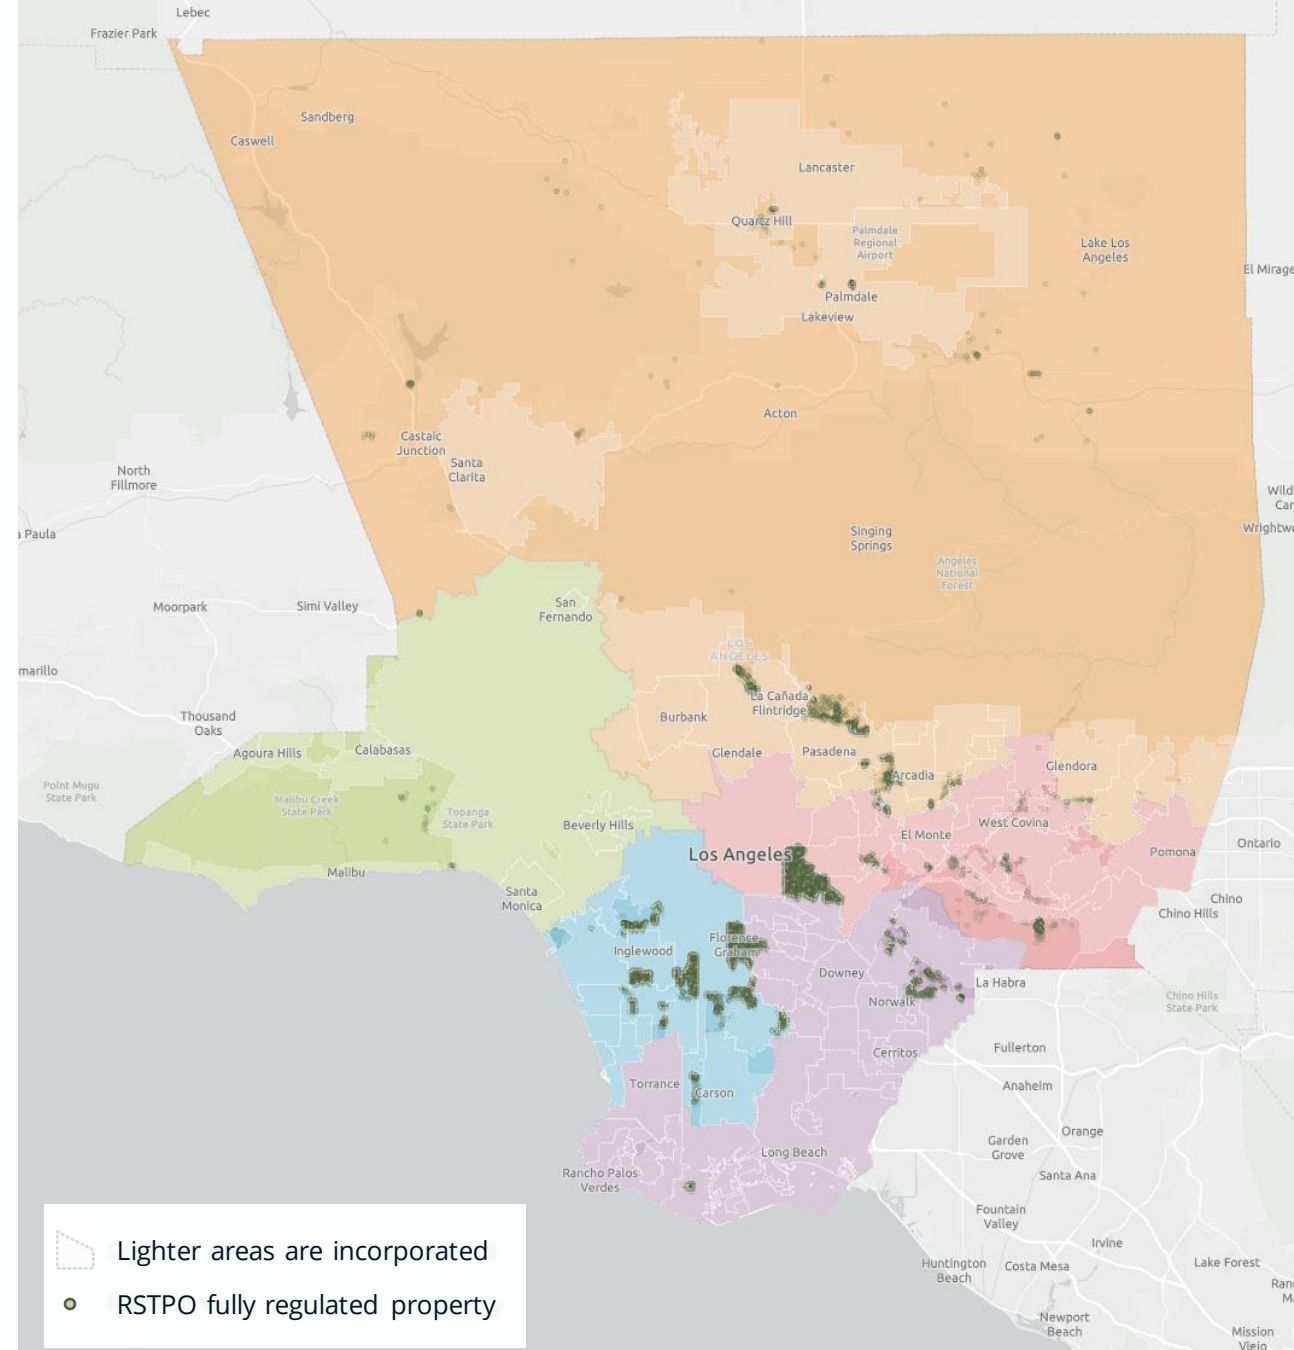 Lebec
Frazier Park
Sandberg
Caswell
Lancaster
Quartz Hill
Palmdale
Regional
Airport
Lake Los
Angeles
El Mirage
Palmdale
Lakeview
Acton
Castaic
Junction
Santa
Clarita
North
Fillmore
Wild
Car
a Paula
Wrightwo
Singing
Springs
Angeles
National
Forest
San
Fernando
Moorpark
Simi Valley
LOS
ANGELES
marillo
La Cañada
Flintridge
Burbank
Thousand
Oaks
Agoura Hills
Calabasas
Glendale
Pasadena
Arcadia
Glendora
Point Mugu
State Park
Malibu Creek
State Park
Topanga
State Park
Beverly Hills
West Covina
El Monte
Los Angeles
Pomona
Ontario
Malibu
Santa
Monica
Chino
Chino Hills
Inglewood
Florence-
Graham
Downey
La Habra
Norwalk
Chino Hills
State Park
Cerritos
Fullerton
Torrance
Carson
Anaheim
Orange
Garden
Grove
Long Beach
Rancho Palos
Verdes
Santa Ana
Fountain
Valley
Irvine
Huntington
Beach
Costa Mesa
Lake Forest
Ran
M
Newport
Beach
Mission
Viejo
Lighter areas are incorporated
RSTPO fully regulated property